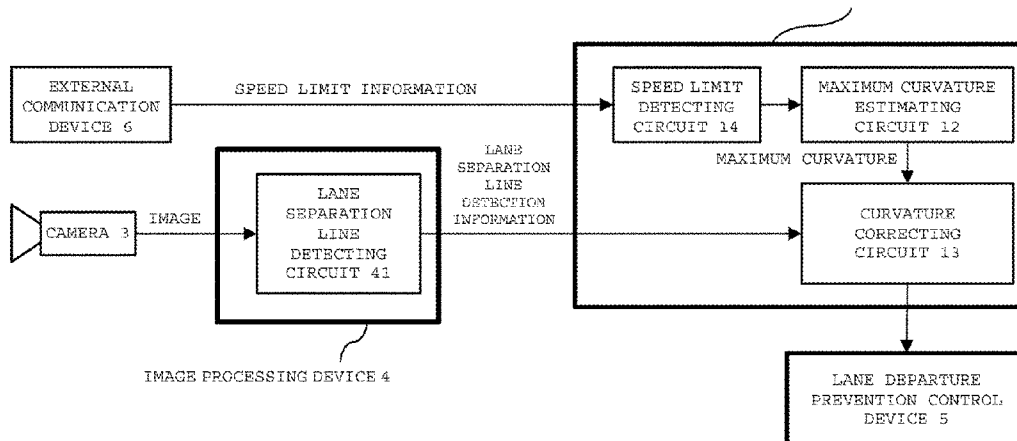 EXTERNAL
COMMUNICATION
DEVICE 6
SPEED LIMIT INFORMATION
SPEED LIMIT
DETECTING
CIRCUIT 14
MAXIMUM CURVATURE
ESTIMATING
CIRCUIT 12
MAXIMUM CURVATURE
CAMERA 3
IMAGE
LANE
SEPARATION
LINE
DETECTING
CIRCUIT 41
LANE
SEPARATION
LINE
DETECTION
INFORMATION
CURVATURE
CORRECTING
CIRCUIT 13
IMAGE PROCESSING DEVICE 4
LANE DEPARTURE
PREVENTION CONTROL
DEVICE 5